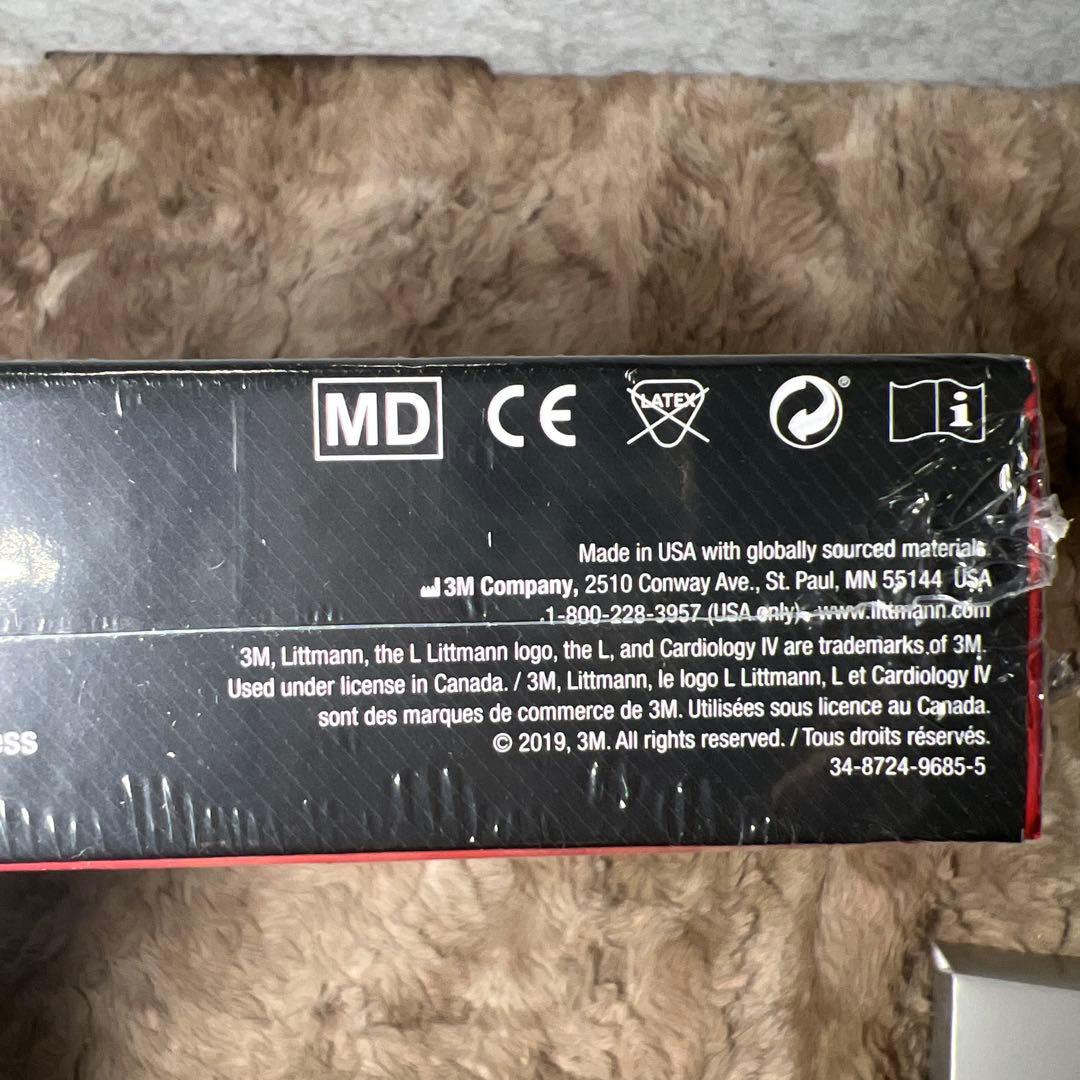 MD CE LATEX ® i
Made in USA with globally sourced materials
3M Company, 2510 Conway Ave., St. Paul, MN 55144 USA
1-800-228-3957 (USA only) www.littmann.com
3M, Littmann, the L Littmann logo, the L, and Cardiology IV are trademarks of 3M.
Used under license in Canada. / 3M, Littmann, le logo L Littmann, L et Cardiology IV
sont des marques de commerce de 3M. Utilisées sous licence au Canada.
ess
© 2019, 3M. All rights reserved. / Tous droits réservés.
34-8724-9685-5